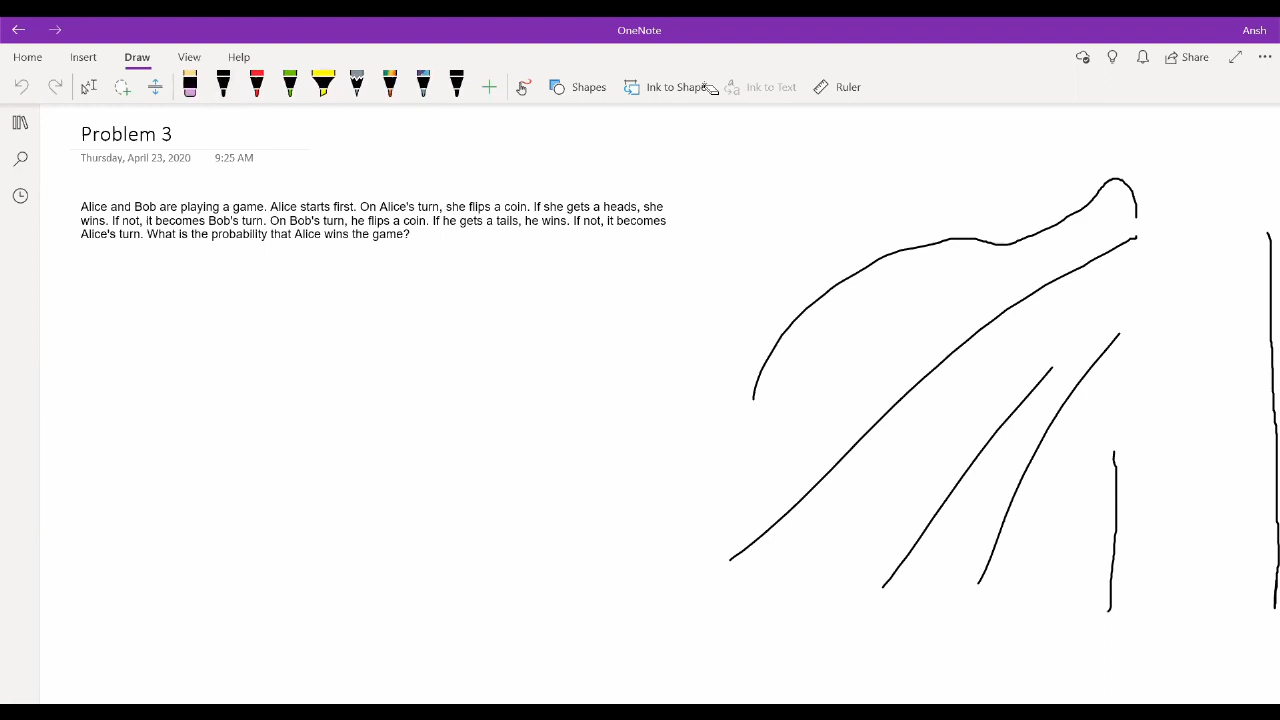 OneNote
Ansh
Home Insert Draw View Help
Share
Shapes Ink to Shape Ink to Text Ruler
Problem 3
Thursday, April 23, 2020 9:25 AM
Alice and Bob are playing a game. Alice starts first. On Alice's turn, she flips a coin. If she gets a heads, she
wins. If not, it becomes Bob's turn. On Bob's turn, he flips a coin. If he gets a tails, he wins. If not, it becomes
Alice's turn. What is the probability that Alice wins the game?